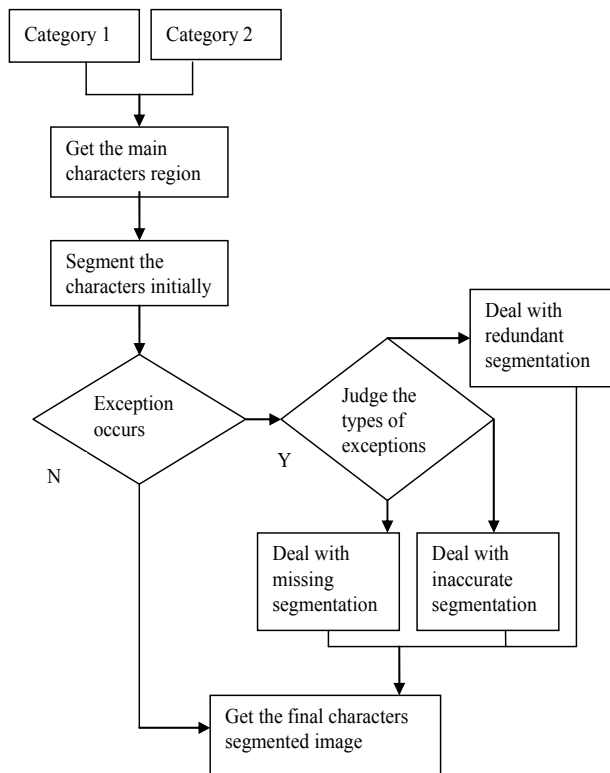 Category 1
Category 2
Get the main
characters region
Segment the
characters initially
Deal with
redundant
segmentation
Exception
occurs
Judge the
types of
exceptions
N
Y
Deal with
missing
segmentation
Deal with
inaccurate
segmentation
Get the final characters
segmented image